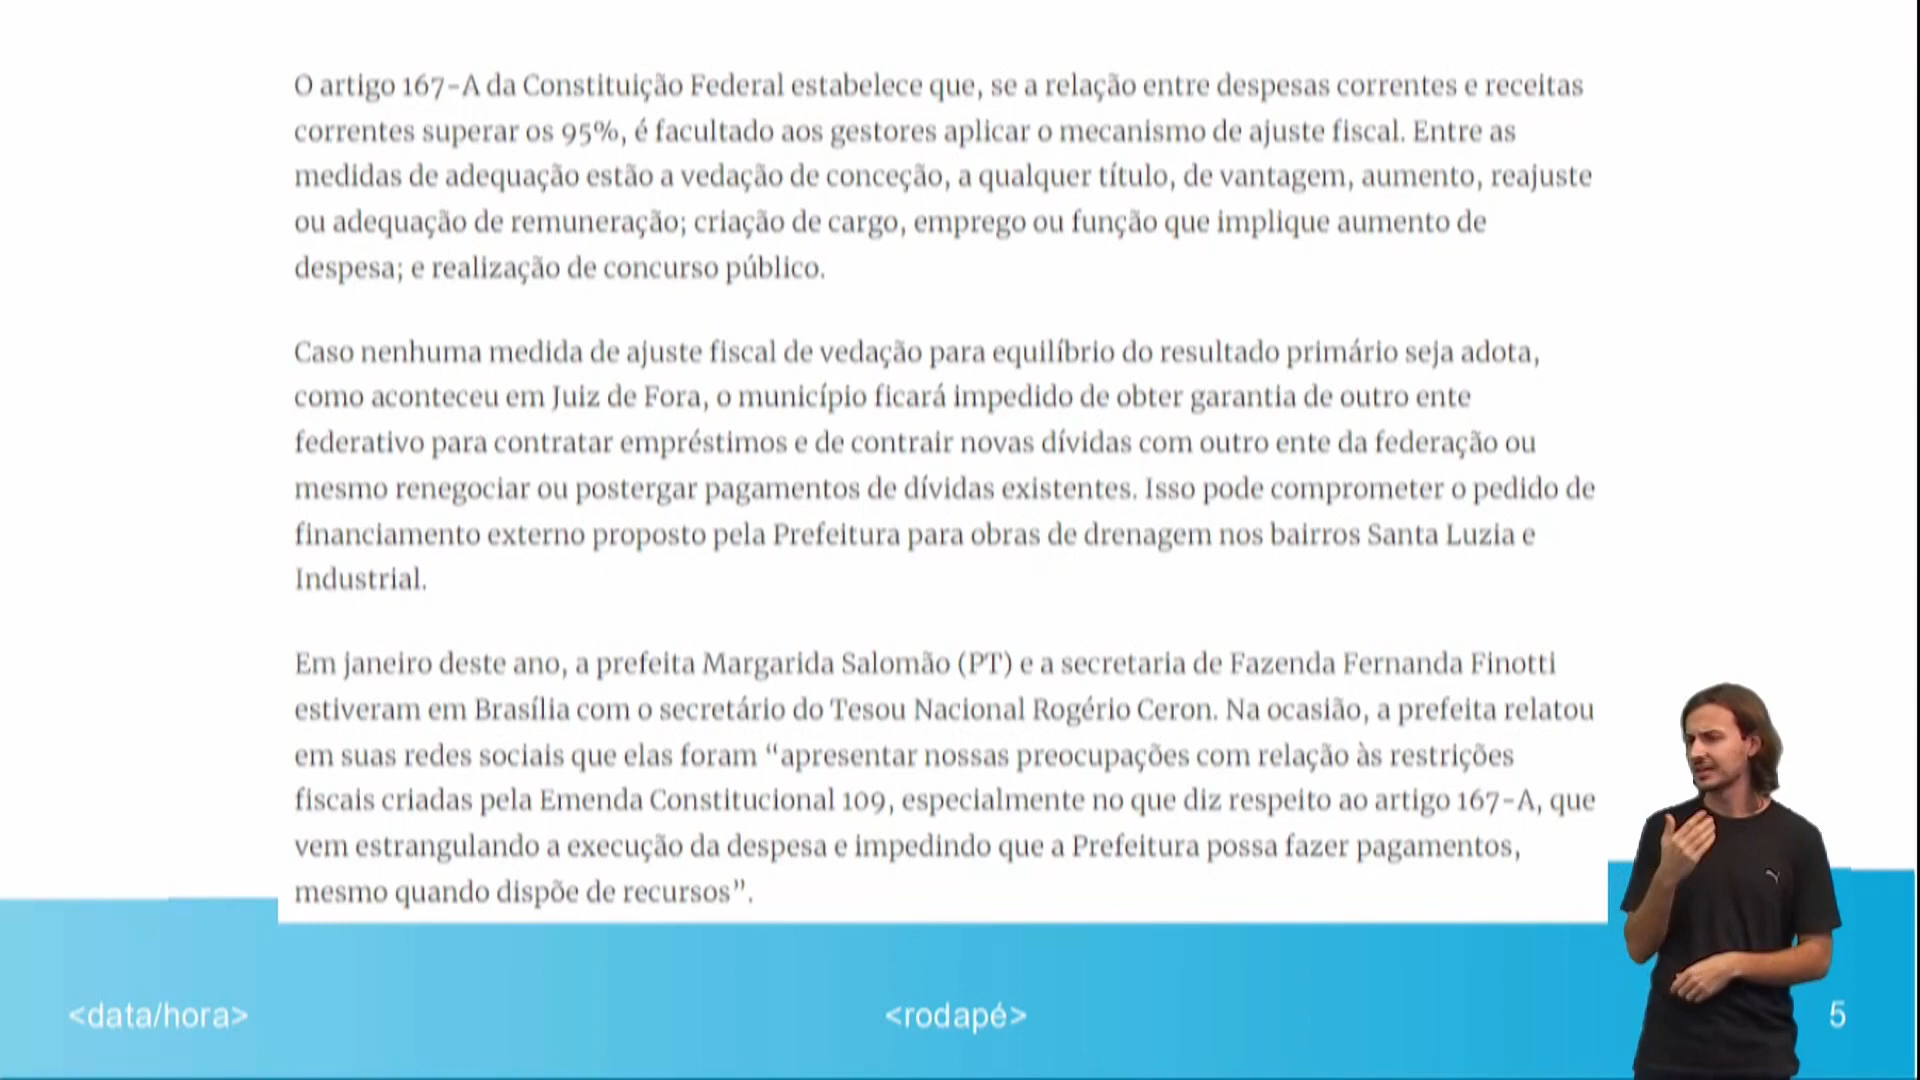 O artigo 167-A da Constituição Federal estabelece que, se a relação entre despesas correntes e receitas
correntes superar os 95%, é facultado aos gestores aplicar o mecanismo de ajuste fiscal. Entre as
medidas de adequação estão a vedação de conceção, a qualquer título, de vantagem, aumento, reajuste
ou adequação de remuneração; criação de cargo, emprego ou função que implique aumento de
despesa; e realização de concurso público.
Caso nenhuma medida de ajuste fiscal de vedação para equilíbrio do resultado primário seja adota,
como aconteceu em Juiz de Fora, o município ficará impedido de obter garantia de outro ente
federativo para contratar empréstimos e de contrair novas dívidas com outro ente da federação ou
mesmo renegociar ou postergar pagamentos de dívidas existentes. Isso pode comprometer o pedido de
financiamento externo proposto pela Prefeitura para obras de drenagem nos bairros Santa Luzia e
Industrial.
Em janeiro deste ano, a prefeita Margarida Salomão (PT) e a secretaria de Fazenda Fernanda Finotti
estiveram em Brasília com o secretário do Tesou Nacional Rogério Ceron. Na ocasião, a prefeita relatou
em suas redes sociais que elas foram “apresentar nossas preocupações com relação às restrições
fiscais criadas pela Emenda Constitucional 109, especialmente no que diz respeito ao artigo 167-A, que
vem estrangulando a execução da despesa e impedindo que a Prefeitura possa fazer pagamentos,
mesmo quando dispõe de recursos”.
<data/hora>
<rodapé>
5